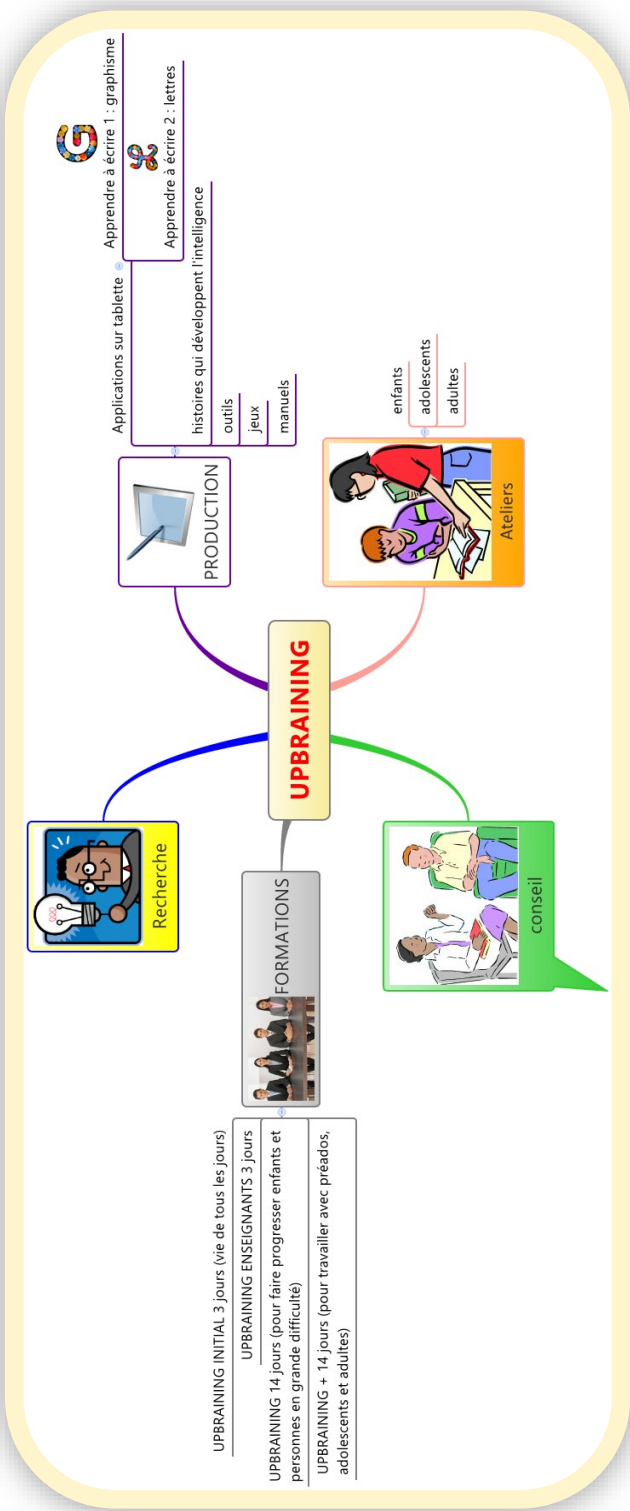 UPBRAINING
PRODUCTION
Applications sur tablette
Apprendre à écrire 1 : graphisme
Apprendre à écrire 2 : lettres
histoires qui développent l'intelligence
outils
jeux
manuels
Ateliers
enfants
adolescents
adultes
conseil
FORMATIONS
UPBRAINING INITIAL 3 jours (vie de tous les jours)
UPBRAINING ENSEIGNANTS 3 jours
UPBRAINING 14 jours (pour faire progresser enfants et
personnes en grande difficulté)
UPBRAINING + 14 jours (pour travailler avec préados,
adolescents et adultes)
Recherche